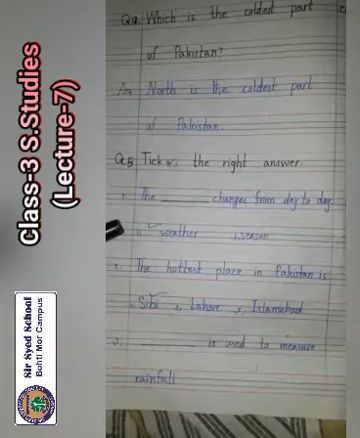 Class-3 S.Studies
(Lecture-7)
Sir Syed School
Bohti Mor Campus
Which is the coldest part
of Pakistan?
Ans North is the coldest part
of Pakistan.
Q5 Tick the right answer
1. The ______ changes from day to day
weather , season
2. The hottest place in Pakistan is
Sibi , Lahore , Islamabad
3. ______ is used to measure
rainfall